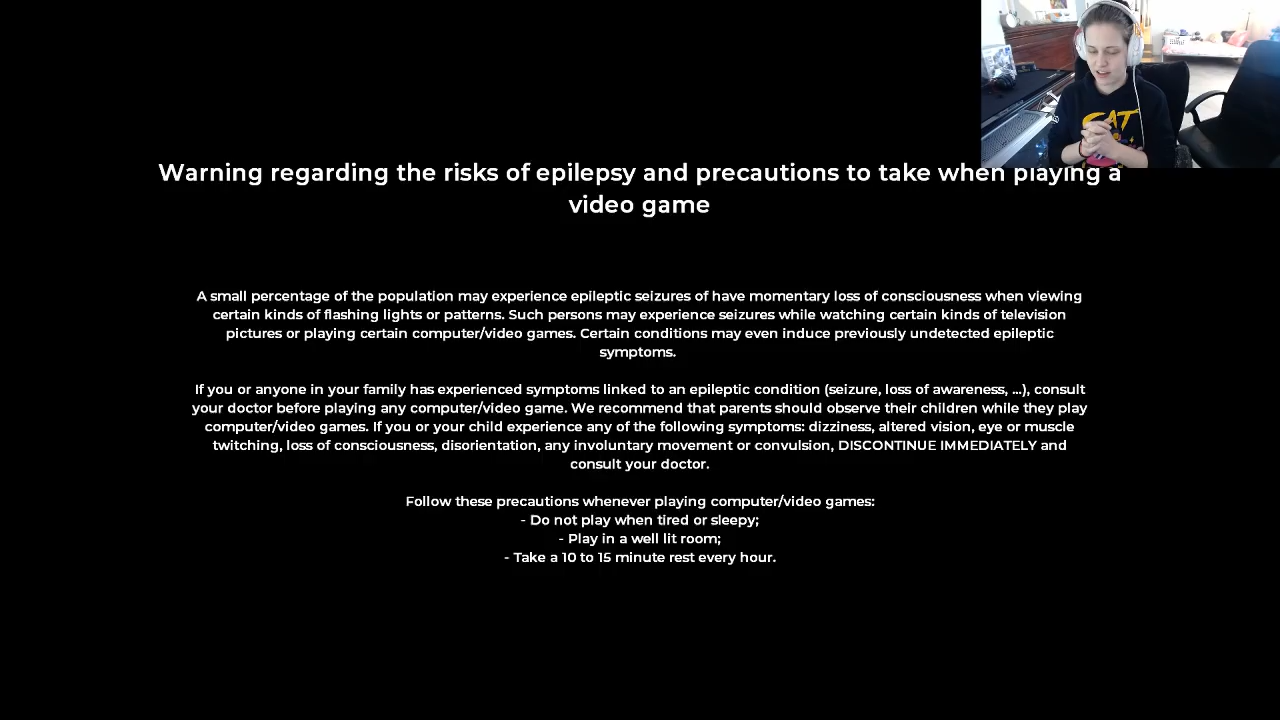 Warning regarding the risks of epilepsy and precautions to take when playing a
video game
A small percentage of the population may experience epileptic seizures of have momentary loss of consciousness when viewing
certain kinds of flashing lights or patterns. Such persons may experience seizures while watching certain kinds of television
pictures or playing certain computer/video games. Certain conditions may even induce previously undetected epileptic
symptoms.
If you or anyone in your family has experienced symptoms linked to an epileptic condition (seizure, loss of awareness, ...), consult
your doctor before playing any computer/video game. We recommend that parents should observe their children while they play
computer/video games. If you or your child experience any of the following symptoms: dizziness, altered vision, eye or muscle
twitching, loss of consciousness, disorientation, any involuntary movement or convulsion, DISCONTINUE IMMEDIATELY and
consult your doctor.
Follow these precautions whenever playing computer/video games:
- Do not play when tired or sleepy;
- Play in a well lit room;
- Take a 10 to 15 minute rest every hour.
CAT